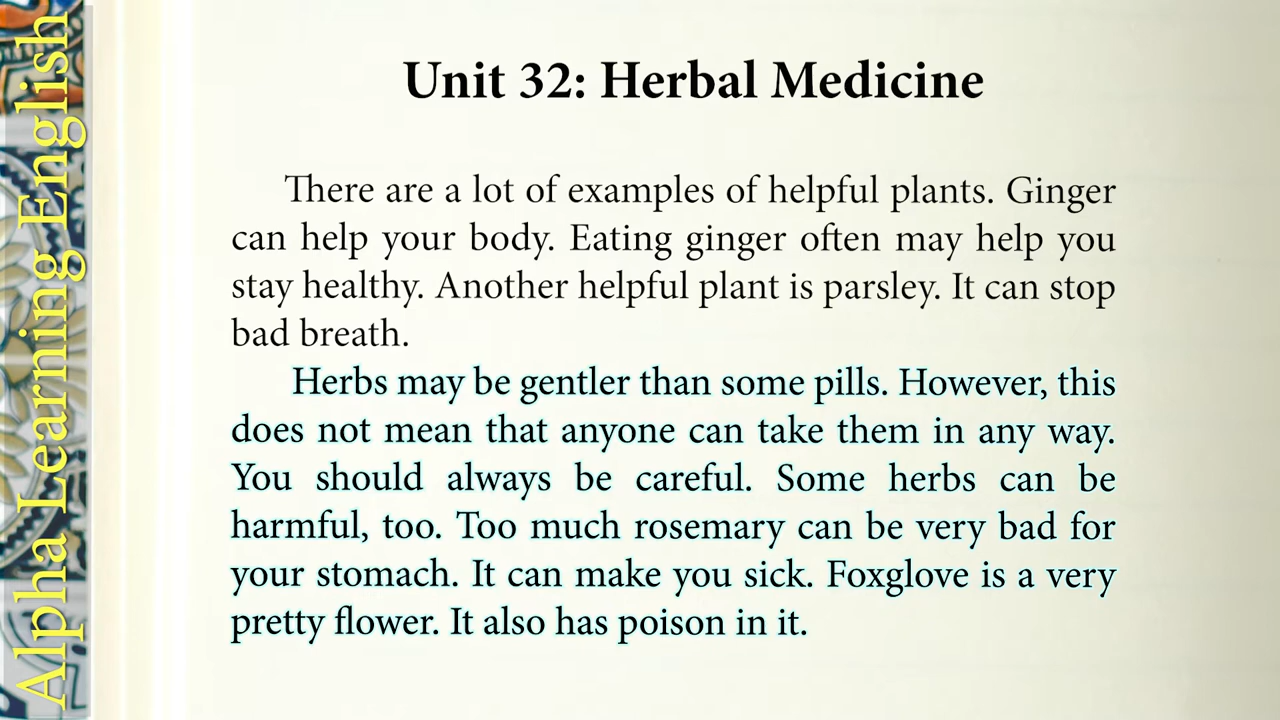 Alpha Learning English
Unit 32: Herbal Medicine
There are a lot of examples of helpful plants. Ginger
can help your body. Eating ginger often may help you
stay healthy. Another helpful plant is parsley. It can stop
bad breath.
Herbs may be gentler than some pills. However, this
does not mean that anyone can take them in any way.
You should always be careful. Some herbs can be
harmful, too. Too much rosemary can be very bad for
your stomach. It can make you sick. Foxglove is a very
pretty flower. It also has poison in it.